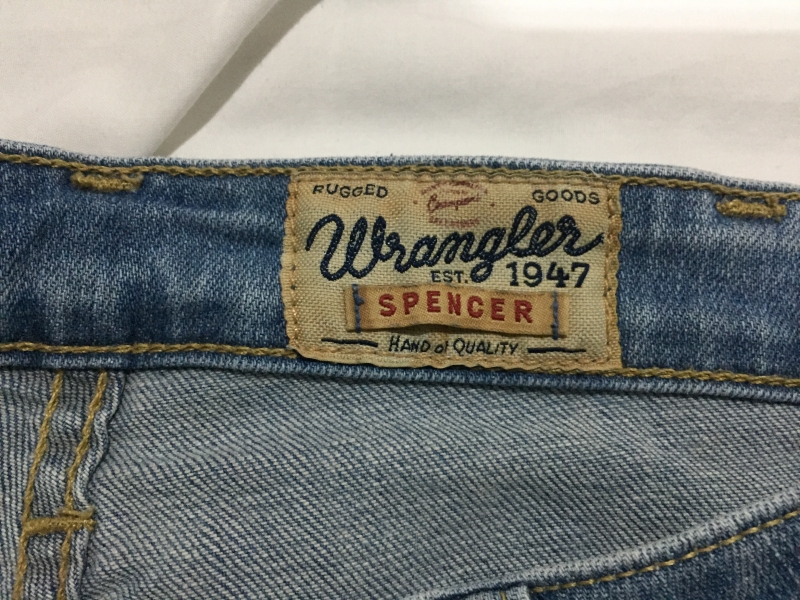 RUGGED GOODS
Wrangler
EST. 1947
SPENCER
HAND of QUALITY